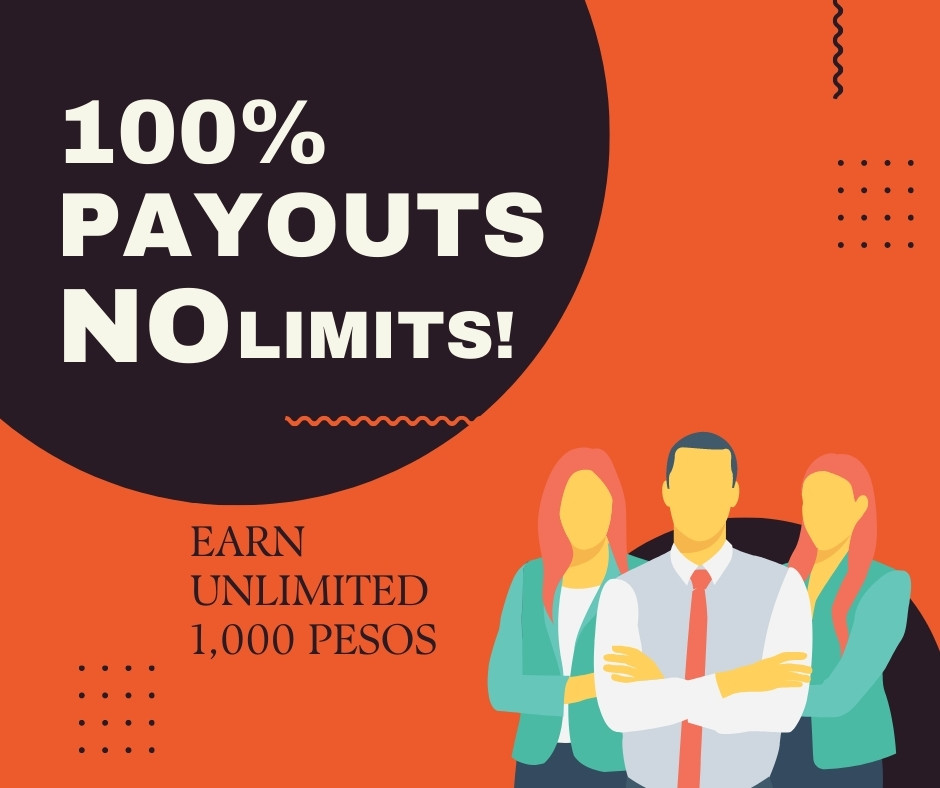 100%
PAYOUTS
NO LIMITS!
EARN
UNLIMITED
1,000 PESOS